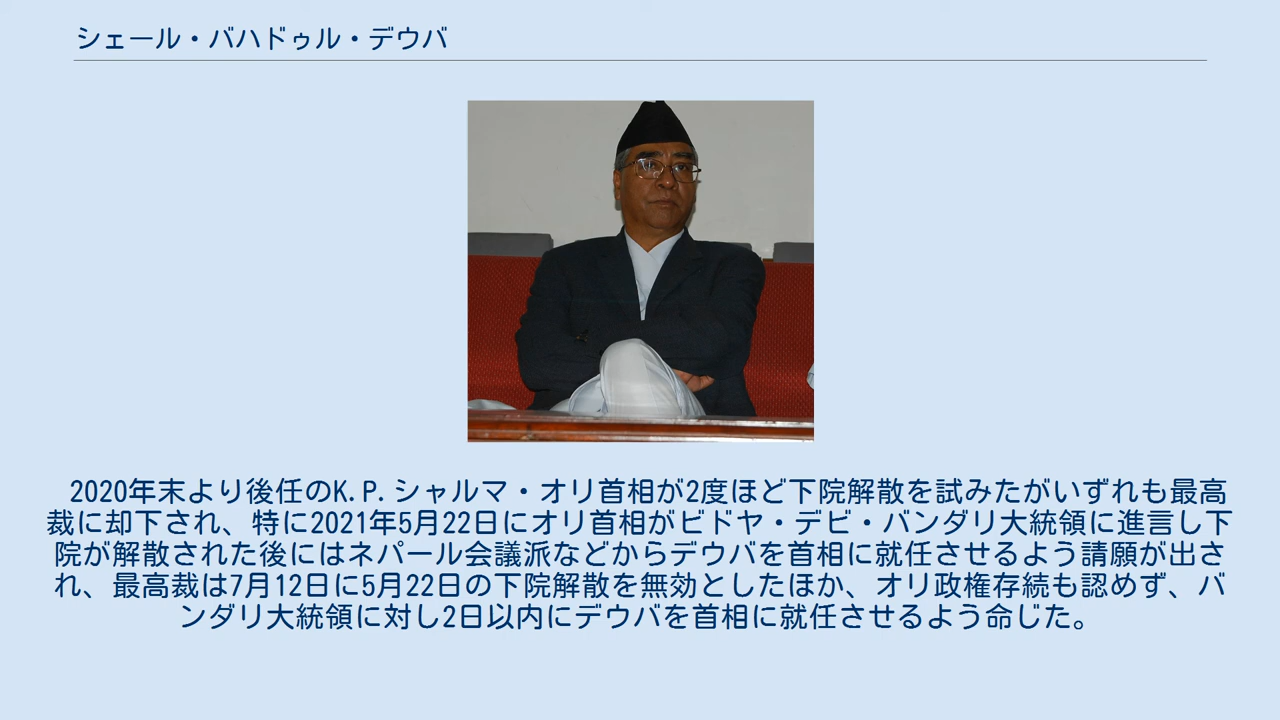 シェール・バハドゥル・デウバ
2020年末より後任のK.P.シャルマ・オリ首相が2度ほど下院解散を試みたがいずれも最高
裁に却下され、特に2021年5月22日にオリ首相がビドヤ・デビ・バンダリ大統領に進言し下
院が解散された後にはネパール会議派などからデウバを首相に就任させるよう請願が出さ
れ、最高裁は7月12日に5月22日の下院解散を無効としたほか、オリ政権存続も認めず、バ
ンダリ大統領に対し2日以内にデウバを首相に就任させるよう命じた。